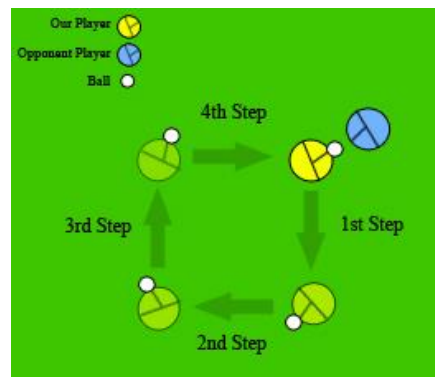 Our Player
Opponent Player
Ball
4th Step
3rd Step
1st Step
2nd Step